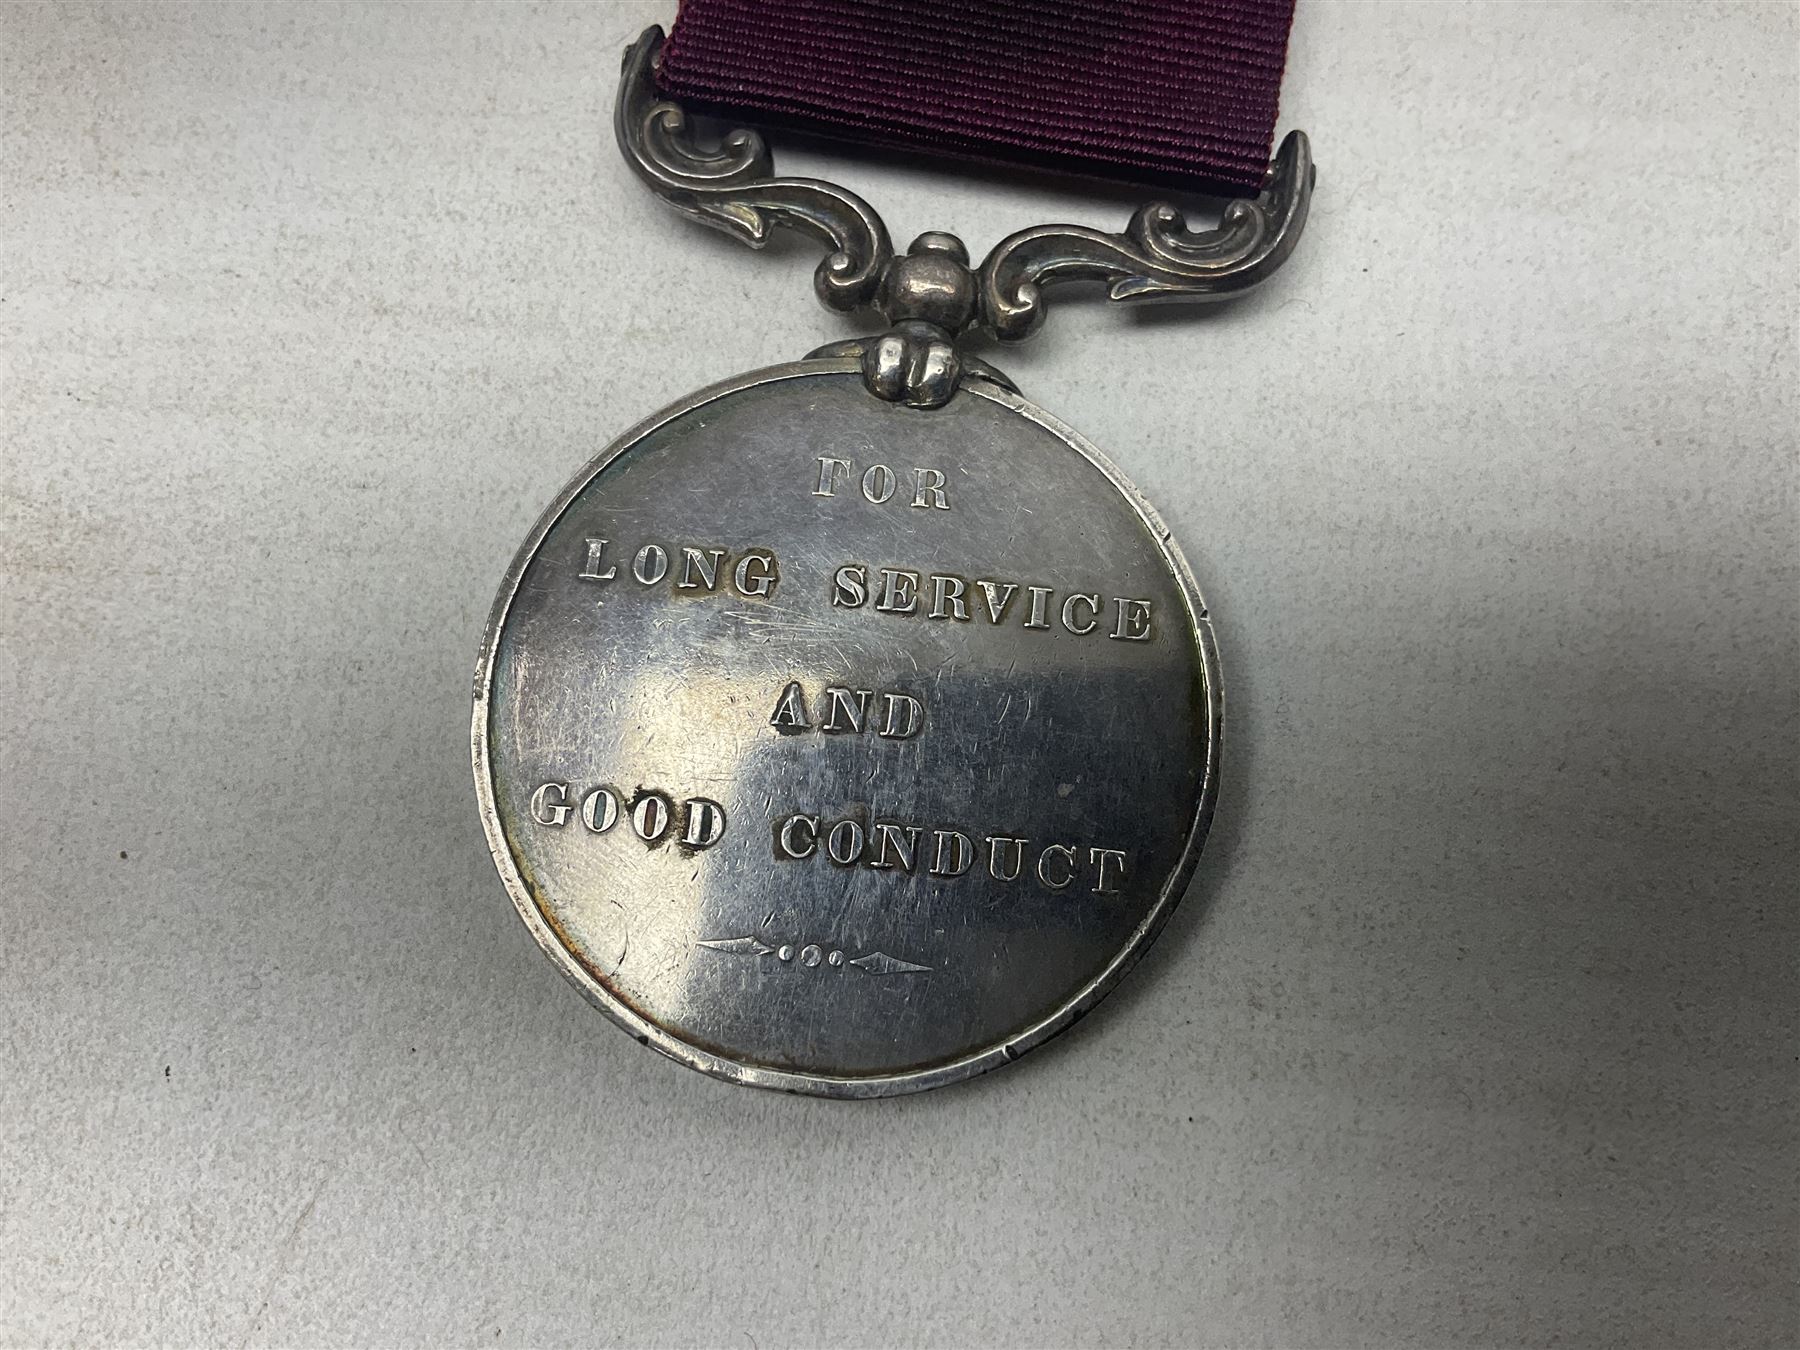 FOR
LONG SERVICE
AND
GOOD CONDUCT